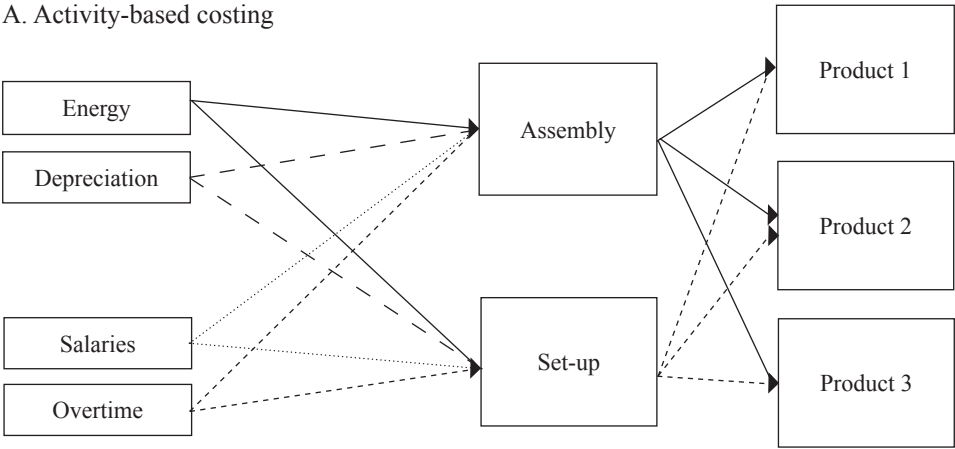 A. Activity-based costing
Energy
Depreciation
Salaries
Overtime
Assembly
Set-up
Product 1
Product 2
Product 3